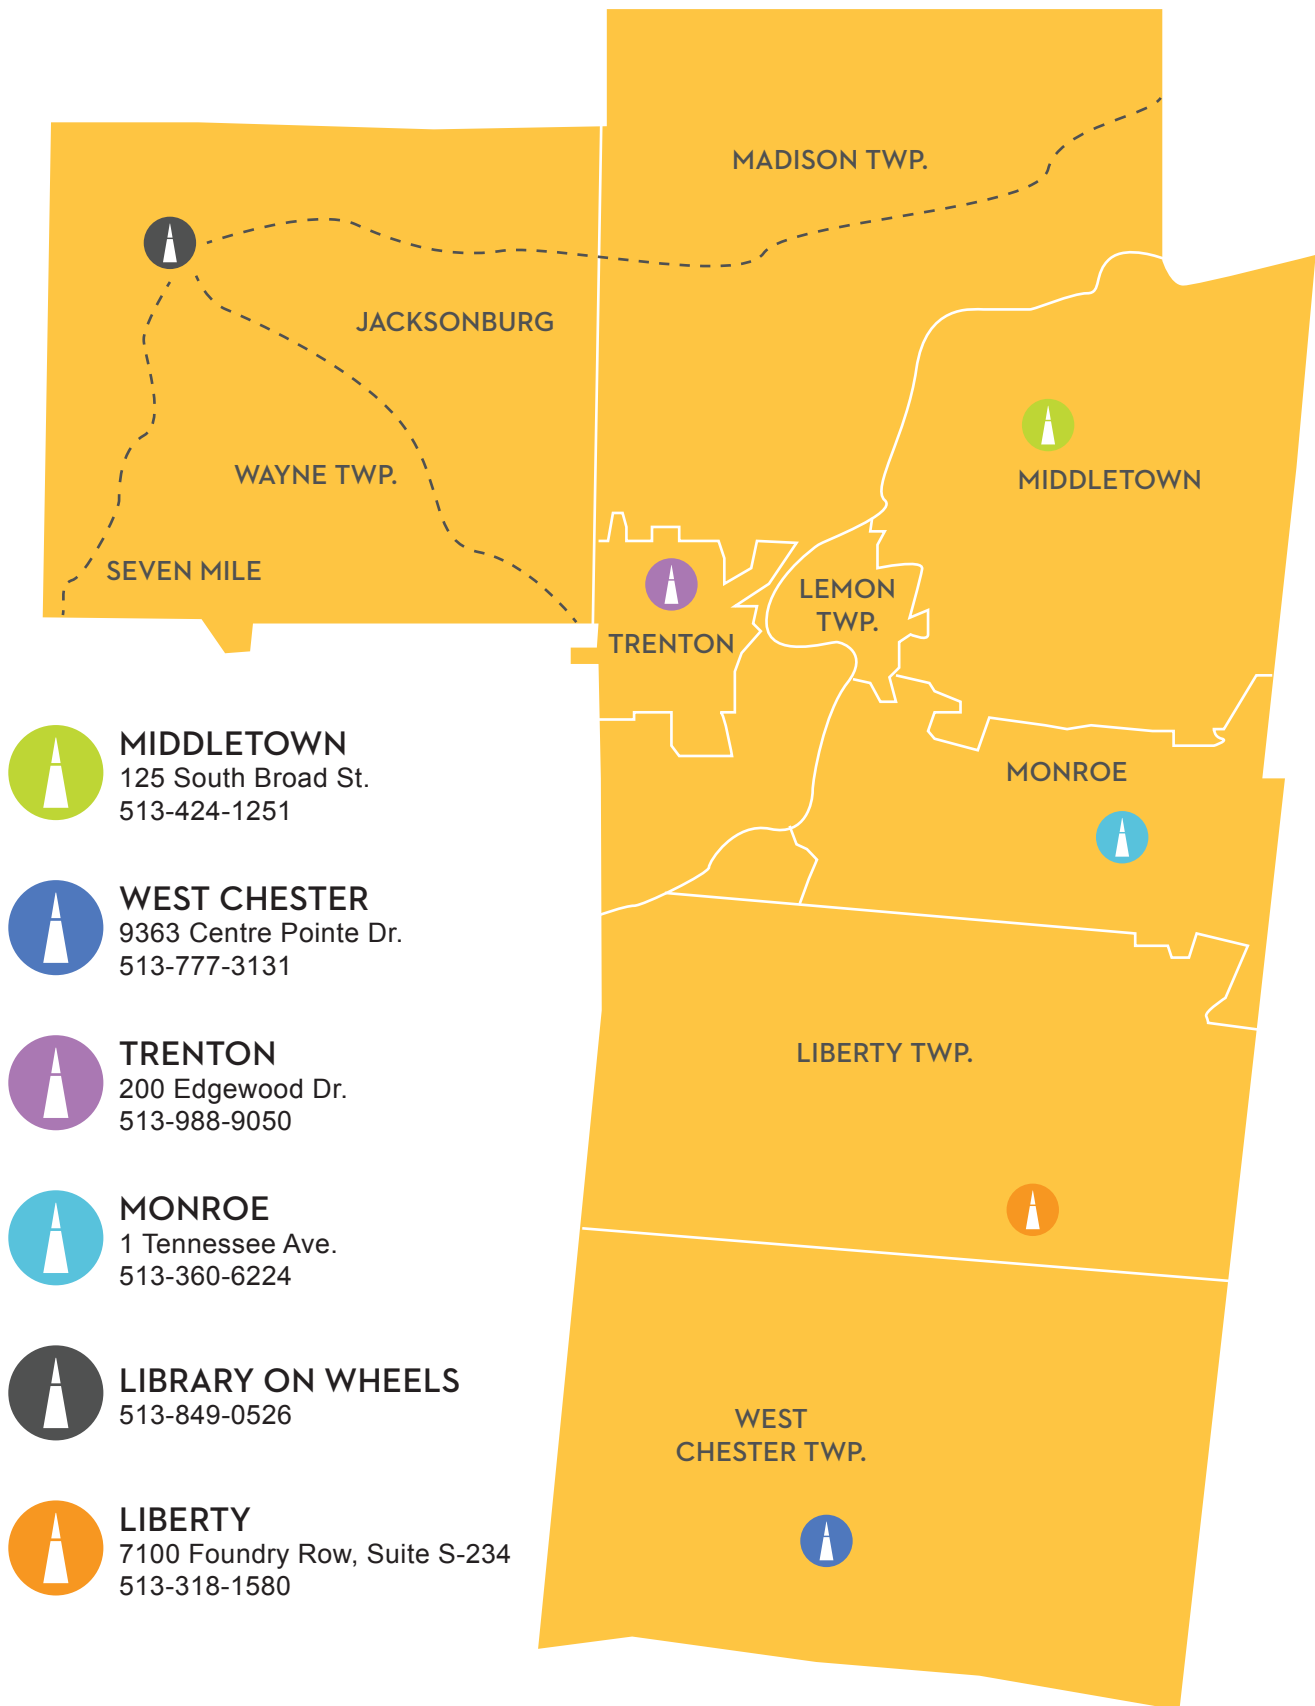 MADISON TWP.
JACKSONBURG
WAYNE TWP.
MIDDLETOWN
SEVEN MILE
LEMON
TWP.
TRENTON
MONROE
LIBERTY TWP.
WEST
CHESTER TWP.
MIDDLETOWN
125 South Broad St.
513-424-1251
WEST CHESTER
9363 Centre Pointe Dr.
513-777-3131
TRENTON
200 Edgewood Dr.
513-988-9050
MONROE
1 Tennessee Ave.
513-360-6224
LIBRARY ON WHEELS
513-849-0526
LIBERTY
7100 Foundry Row, Suite S-234
513-318-1580